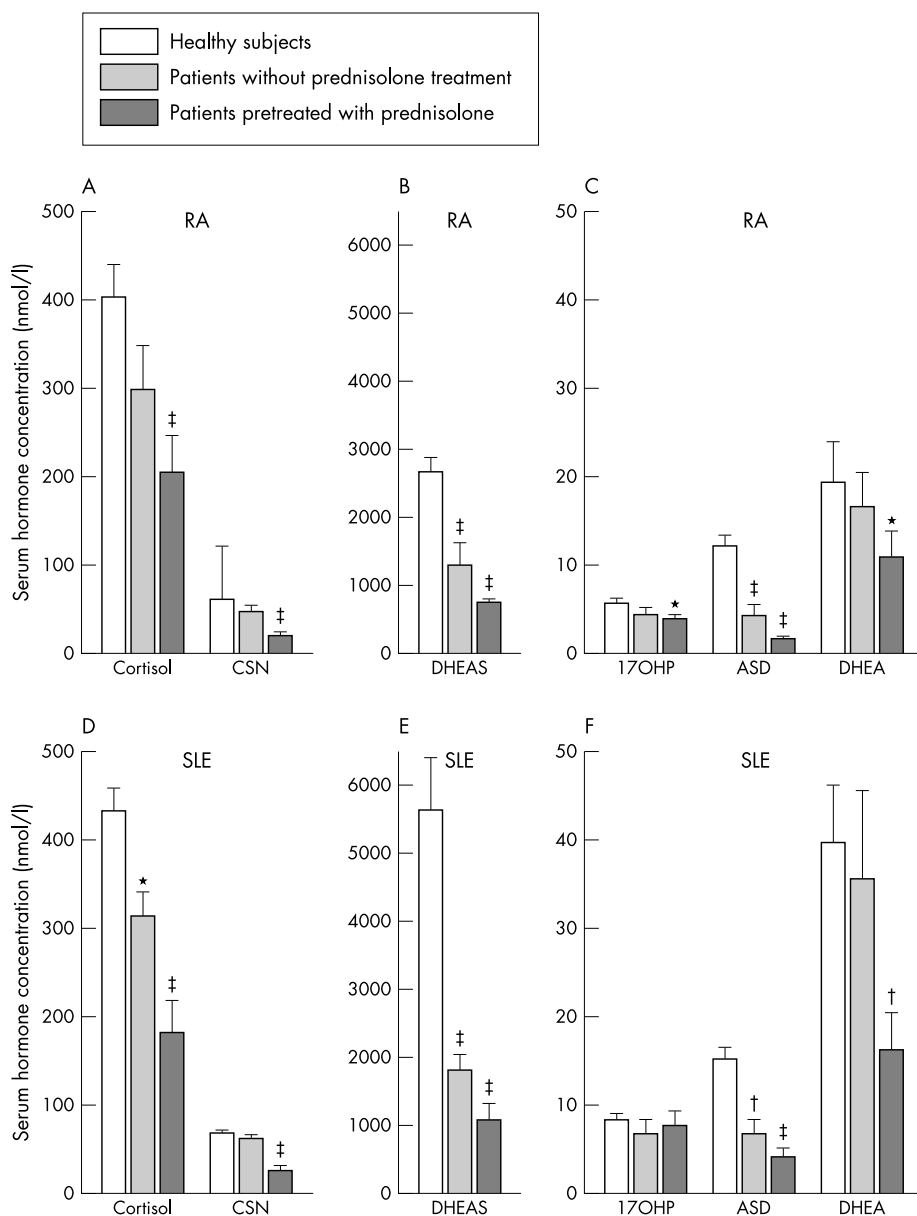 Healthy subjects
Patients without prednisolone treatment
Patients pretreated with prednisolone
A
RA
Serum hormone concentration (nmol/l)
500
400
300
200
100
0
‡
‡
Cortisol
CSN
B
RA
6000
5000
4000
3000
2000
1000
0
‡
‡
DHEAS
C
RA
50
40
30
20
10
0
★
‡
‡
★
17OHP
ASD
DHEA
D
SLE
Serum hormone concentration (nmol/l)
500
400
300
200
100
0
★
‡
‡
Cortisol
CSN
E
SLE
6000
5000
4000
3000
2000
1000
0
‡
‡
DHEAS
F
SLE
50
40
30
20
10
0
†
‡
†
17OHP
ASD
DHEA